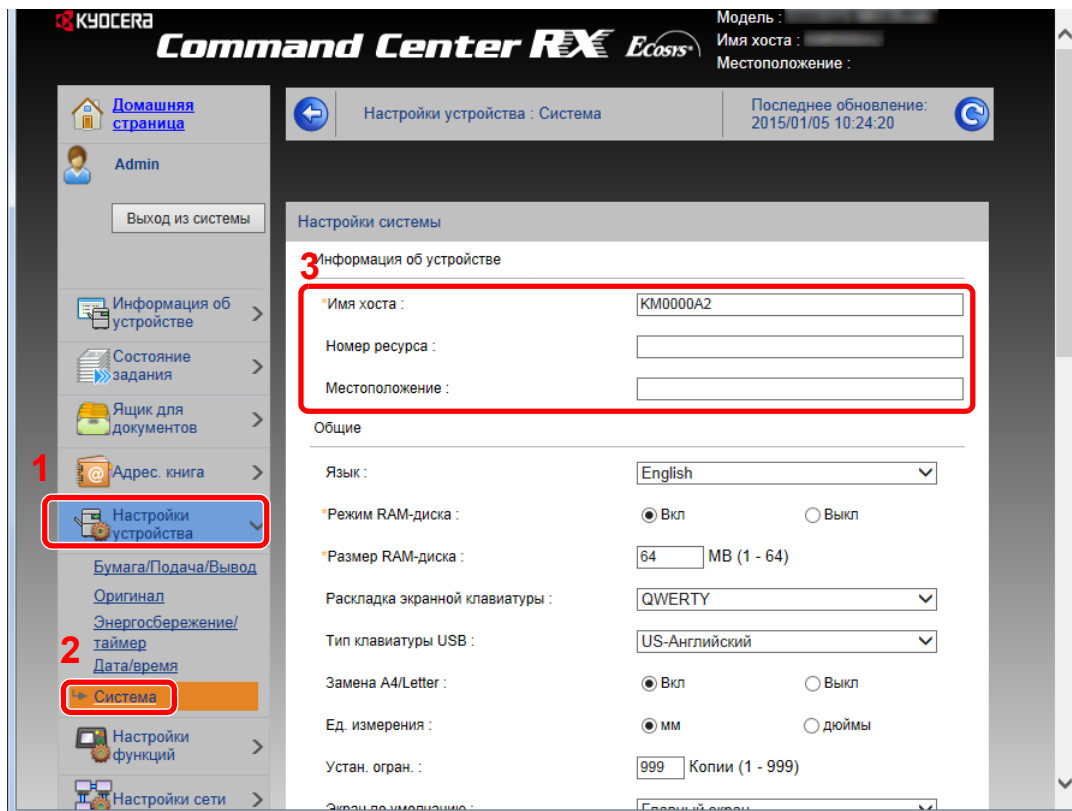 KYOCERA
Command Center RX Ecosys
Модель :
Имя хоста :
Местоположение :
Домашняя
страница
Настройки устройства : Система
Последнее обновление:
2015/01/05 10:24:20
Admin
Выход из системы
Настройки системы
3
Информация об устройстве
*Имя хоста :
KM0000A2
Номер ресурса :
Местоположение :
Информация об
устройстве
Состояние
задания
Ящик для
документов
1
Адрес. книга
Настройки
устройства
Бумага/Подача/Вывод
Оригинал
Энергосбережение/
таймер
2
Дата/время
Система
Настройки
функций
Настройки сети
Общие
Язык :
English
*Режим RAM-диска :
Вкл
Выкл
*Размер RAM-диска :
64
MB (1 - 64)
Раскладка экранной клавиатуры :
QWERTY
Тип клавиатуры USB :
US-Английский
Замена A4/Letter :
Вкл
Выкл
Ед. измерения :
мм
дюймы
Устан. огран. :
999
Копии (1 - 999)
Экран по умолчанию :
Главный экран